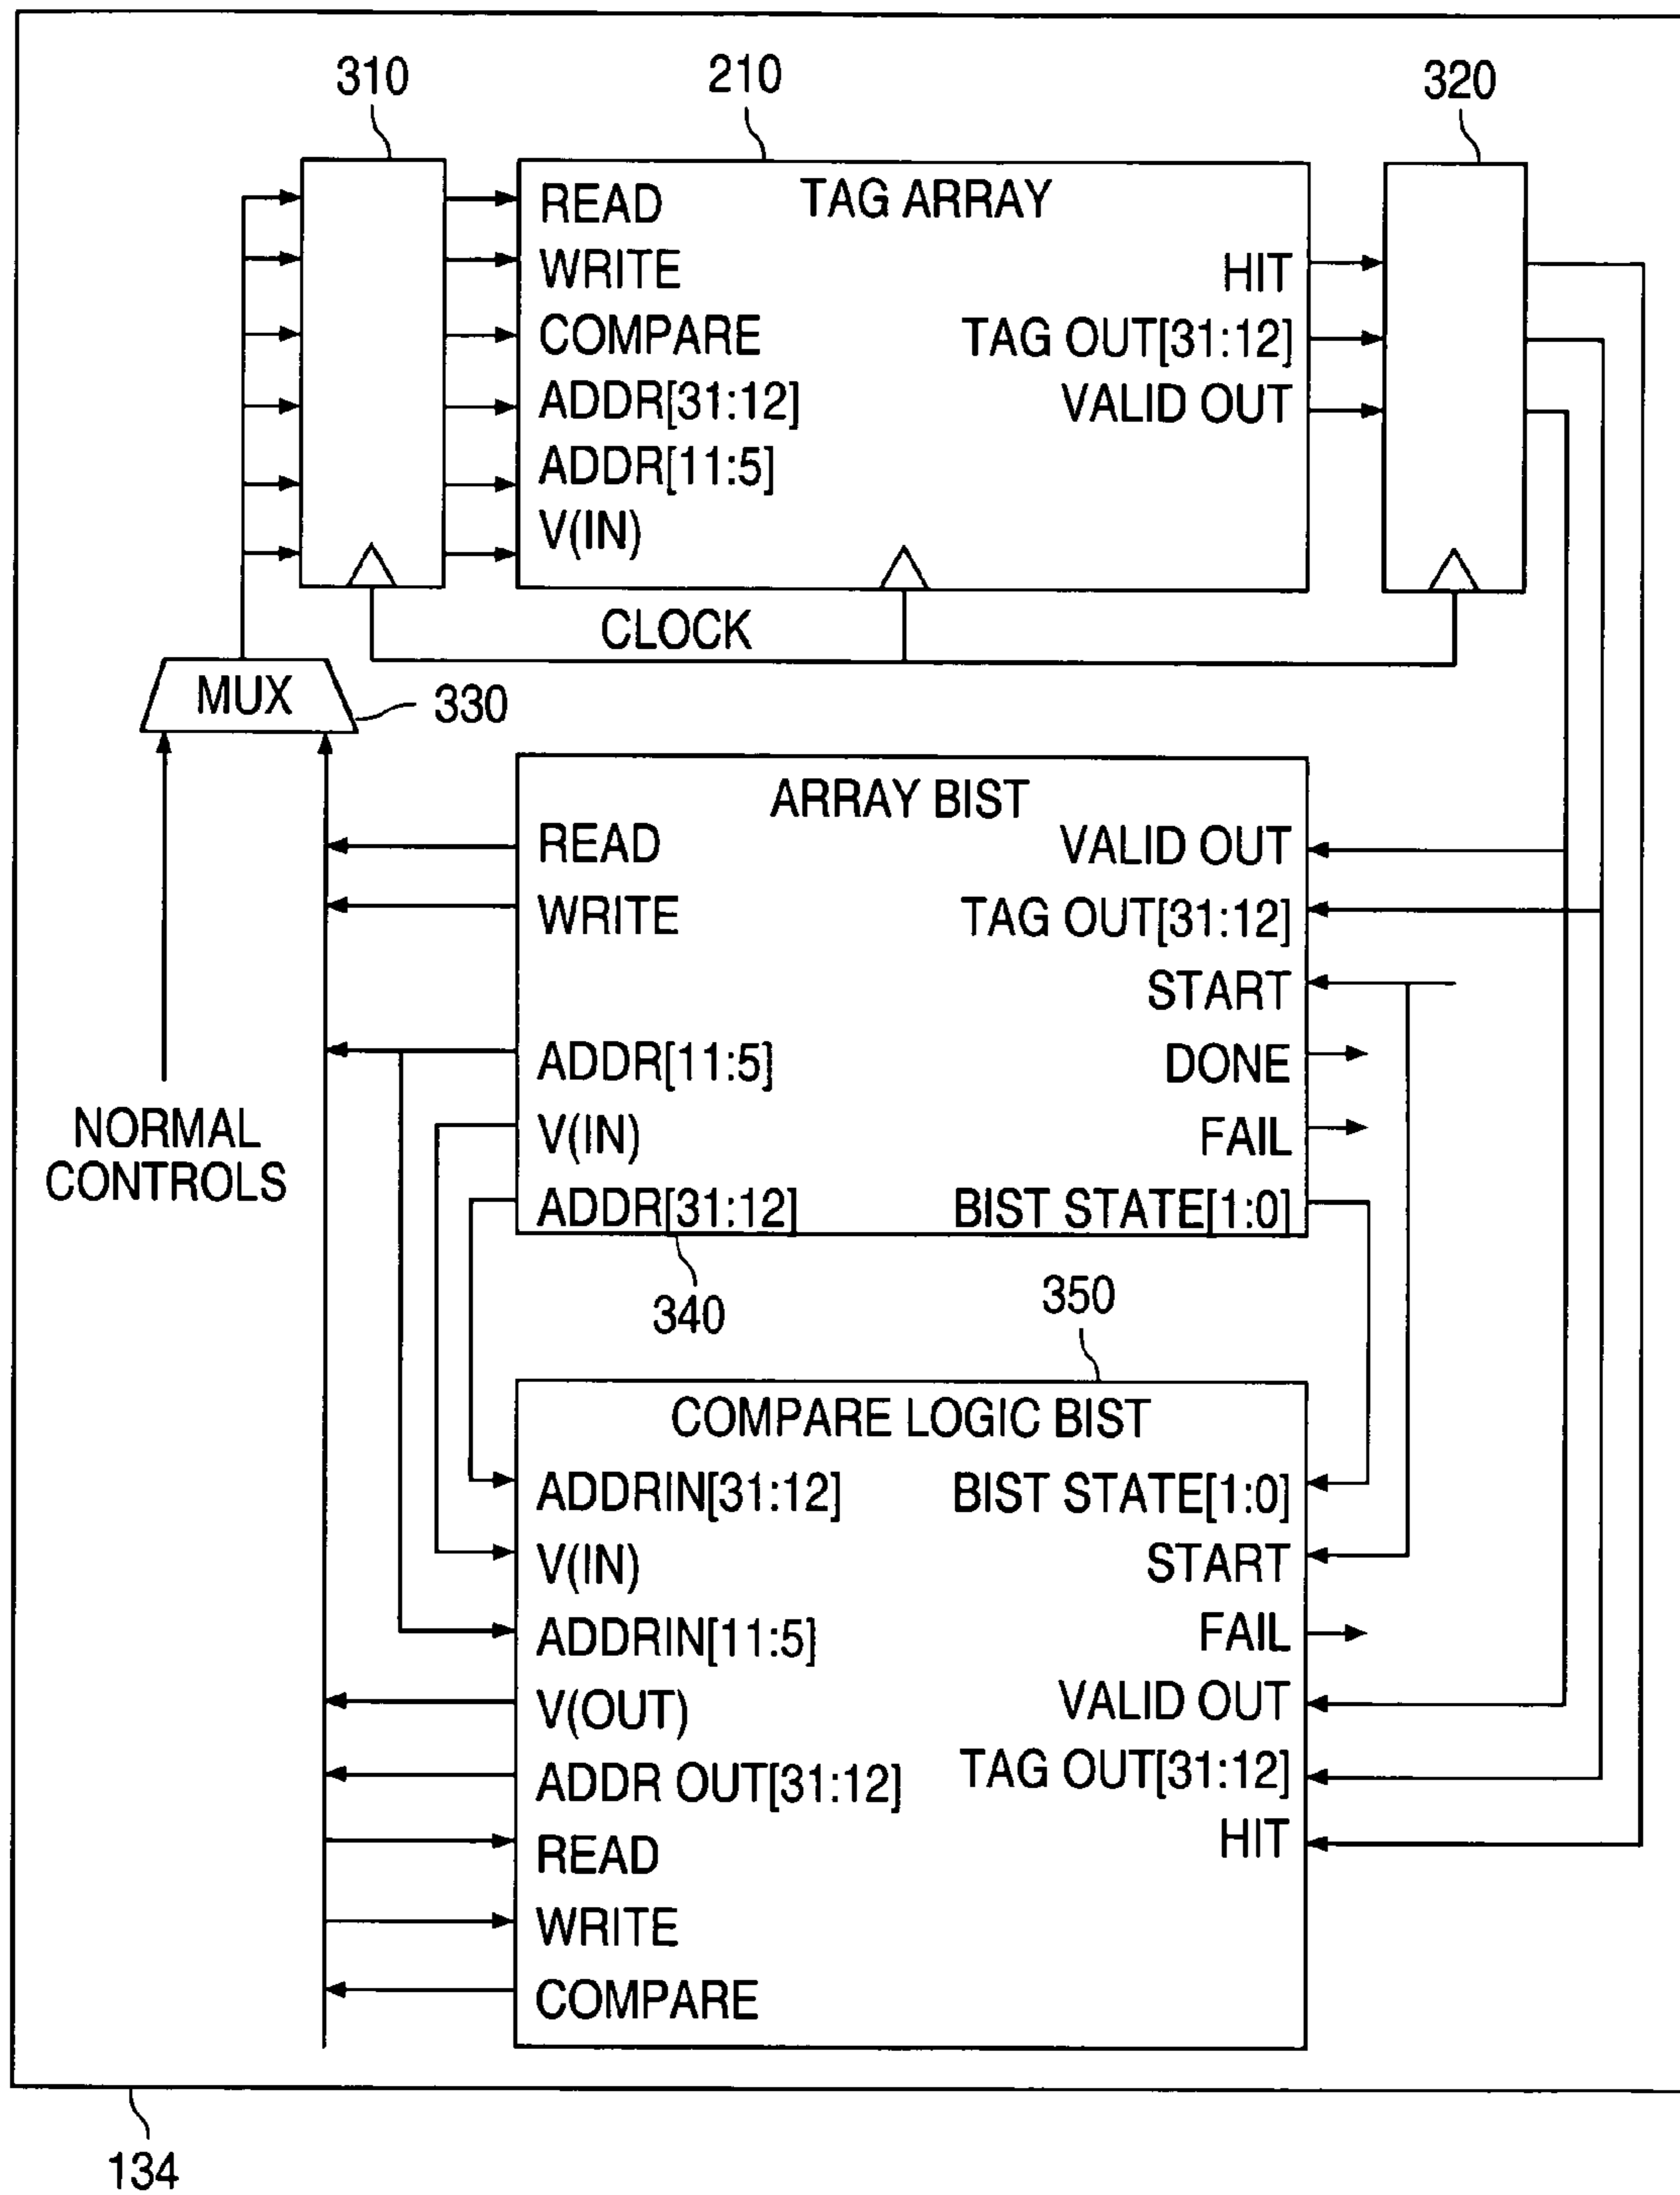 310
210
320
TAG ARRAY
READ
WRITE
COMPARE
ADDR[31:12]
ADDR[11:5]
V(IN)
HIT
TAG OUT[31:12]
VALID OUT
CLOCK
MUX
330
NORMAL
CONTROLS
ARRAY BIST
READ
WRITE
ADDR[11:5]
V(IN)
ADDR[31:12]
VALID OUT
TAG OUT[31:12]
START
DONE
FAIL
BIST STATE[1:0]
340
350
COMPARE LOGIC BIST
ADDRIN[31:12]
V(IN)
ADDRIN[11:5]
V(OUT)
ADDR OUT[31:12]
READ
WRITE
COMPARE
BIST STATE[1:0]
START
FAIL
VALID OUT
TAG OUT[31:12]
HIT
134